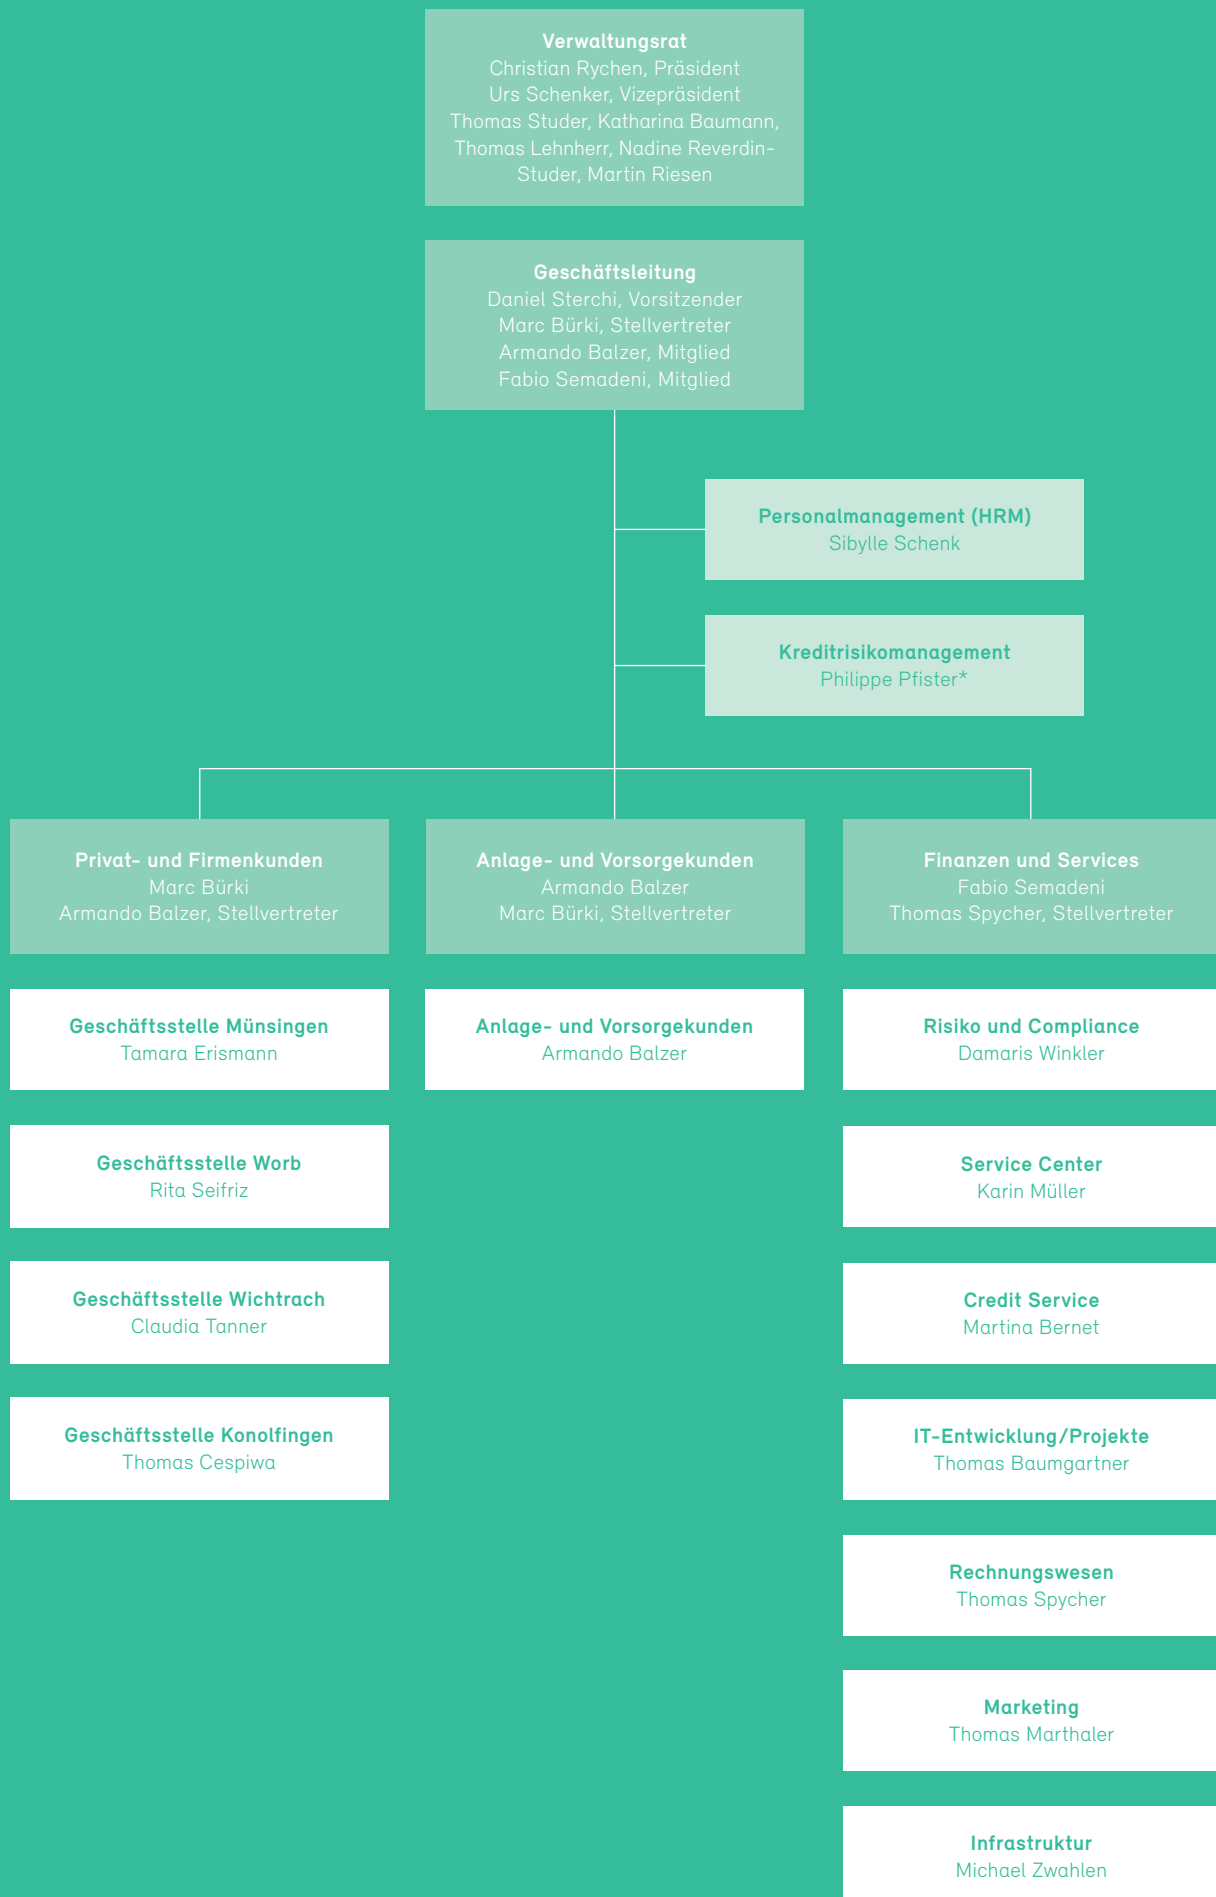 Verwaltungsrat
Christian Rychen, Präsident
Urs Schenker, Vizepräsident
Thomas Studer, Katharina Baumann,
Thomas Lehnherr, Nadine Reverdin-
Studer, Martin Riesen
Geschäftsleitung
Daniel Sterchi, Vorsitzender
Marc Bürki, Stellvertreter
Armando Balzer, Mitglied
Fabio Semadeni, Mitglied
Personalmanagement (HRM)
Sibylle Schenk
Kreditrisikomanagement
Philippe Pfister*
Privat- und Firmenkunden
Marc Bürki
Armando Balzer, Stellvertreter
Geschäftsstelle Münsingen
Tamara Erismann
Geschäftsstelle Worb
Rita Seifriz
Geschäftsstelle Wichtrach
Claudia Tanner
Geschäftsstelle Konolfingen
Thomas Cespiwa
Anlage- und Vorsorgekunden
Armando Balzer
Marc Bürki, Stellvertreter
Anlage- und Vorsorgekunden
Armando Balzer
Finanzen und Services
Fabio Semadeni
Thomas Spycher, Stellvertreter
Risiko und Compliance
Damaris Winkler
Service Center
Karin Müller
Credit Service
Martina Bernet
IT-Entwicklung/Projekte
Thomas Baumgartner
Rechnungswesen
Thomas Spycher
Marketing
Thomas Marthaler
Infrastruktur
Michael Zwahlen